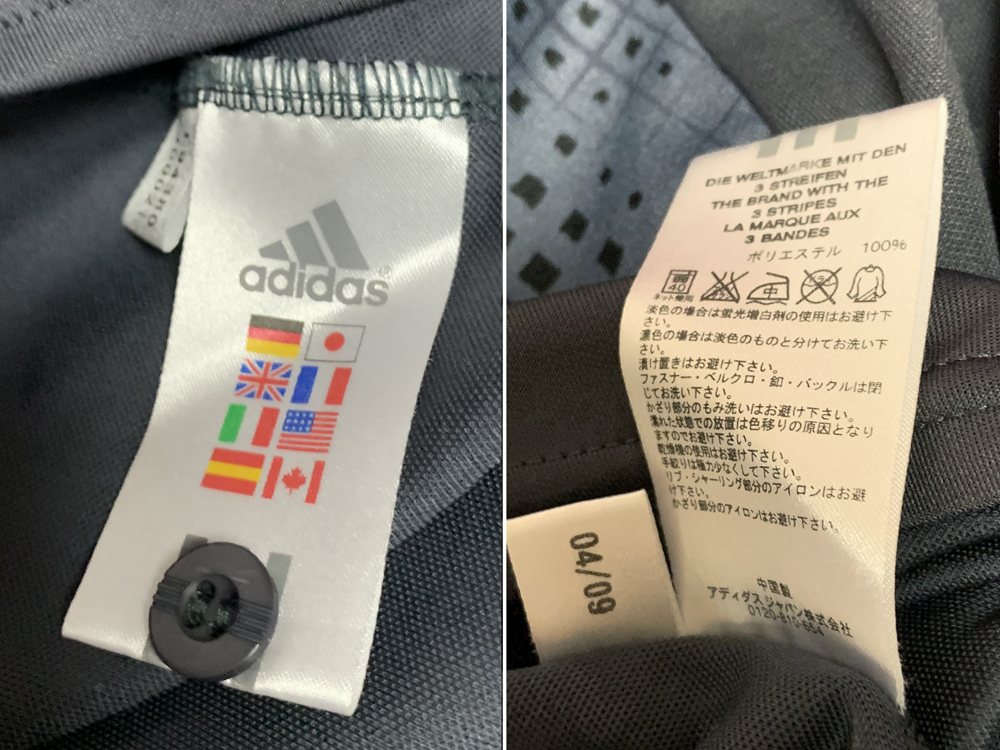 adidas®
DIE WELTMARKE MIT DEN
3 STREIFEN
THE BRAND WITH THE
3 STRIPES
LA MARQUE AUX
3 BANDES
ポリエステル 100%
40
ネット使用
淡色の場合は蛍光増白剤の使用はお避け下
さい。
濃色の場合は淡色のものと分けてお洗い下
さい。
漬け置きはお避け下さい。
ファスナー・ベルクロ・釦・バックルは閉
じてお洗い下さい。
かざり部分のもみ洗いはお避け下さい。
濡れた状態での放置は色移りの原因となり
ますのでお避け下さい。
乾燥機の使用はお避け下さい。
手絞りは極力少なくして下さい。
リブ・シャーリング部分のアイロンはお避
け下さい。
かざり部分のアイロンはお避け下さい。
中国製
アディダスジャパン株式会社
0120-810-654
04/09